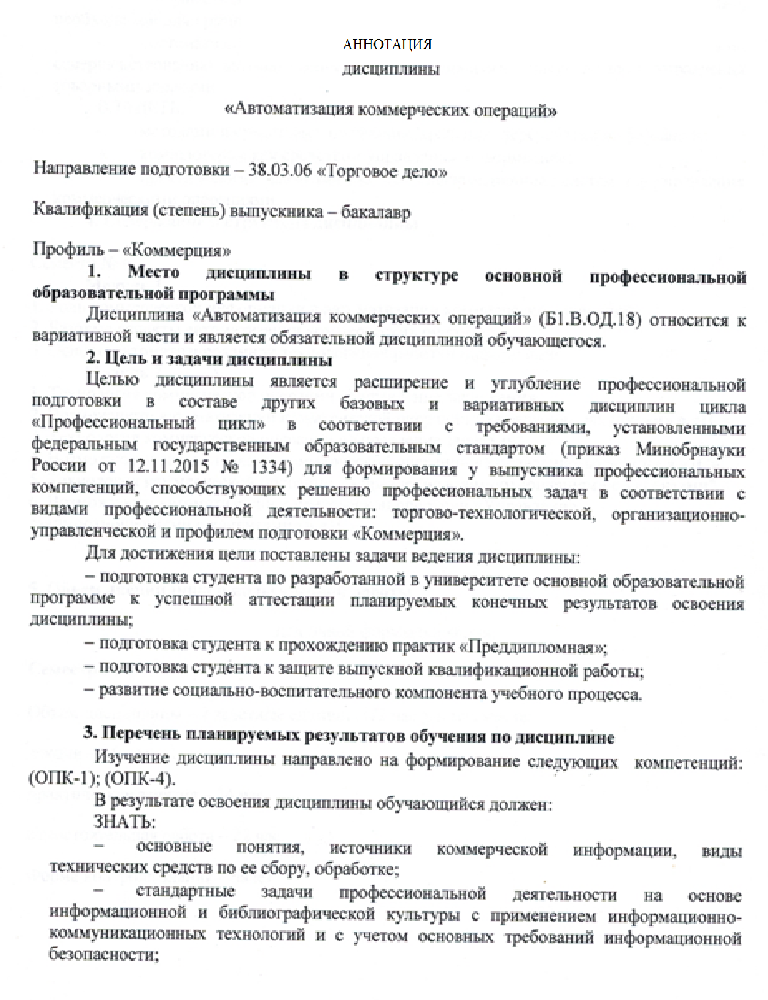 АННОТАЦИЯ
дисциплины
«Автоматизация коммерческих операций»
Направление подготовки – 38.03.06 «Торговое дело»
Квалификация (степень) выпускника – бакалавр
Профиль – «Коммерция»
1. Место дисциплины в структуре основной профессиональной
образовательной программы
Дисциплина «Автоматизация коммерческих операций» (Б1.В.ОД.18) относится к
вариативной части и является обязательной дисциплиной обучающегося.
2. Цель и задачи дисциплины
Целью дисциплины является расширение и углубление профессиональной
подготовки в составе других базовых и вариативных дисциплин цикла
«Профессиональный цикл» в соответствии с требованиями, установленными
федеральным государственным образовательным стандартом (приказ Минобрнауки
России от 12.11.2015 № 1334) для формирования у выпускника профессиональных
компетенций, способствующих решению профессиональных задач в соответствии с
видами профессиональной деятельности: торгово-технологической, организационно-
управленческой и профилем подготовки «Коммерция».
Для достижения цели поставлены задачи ведения дисциплины:
– подготовка студента по разработанной в университете основной образовательной
программе к успешной аттестации планируемых конечных результатов освоения
дисциплины;
– подготовка студента к прохождению практик «Преддипломная»;
– подготовка студента к защите выпускной квалификационной работы;
– развитие социально-воспитательного компонента учебного процесса.
3. Перечень планируемых результатов обучения по дисциплине
Изучение дисциплины направлено на формирование следующих компетенций:
(ОПК-1); (ОПК-4).
В результате освоения дисциплины обучающийся должен:
ЗНАТЬ:
– основные понятия, источники коммерческой информации, виды
технических средств по ее сбору, обработке;
– стандартные задачи профессиональной деятельности на основе
информационной и библиографической культуры с применением информационно-
коммуникационных технологий и с учетом основных требований информационной
безопасности;